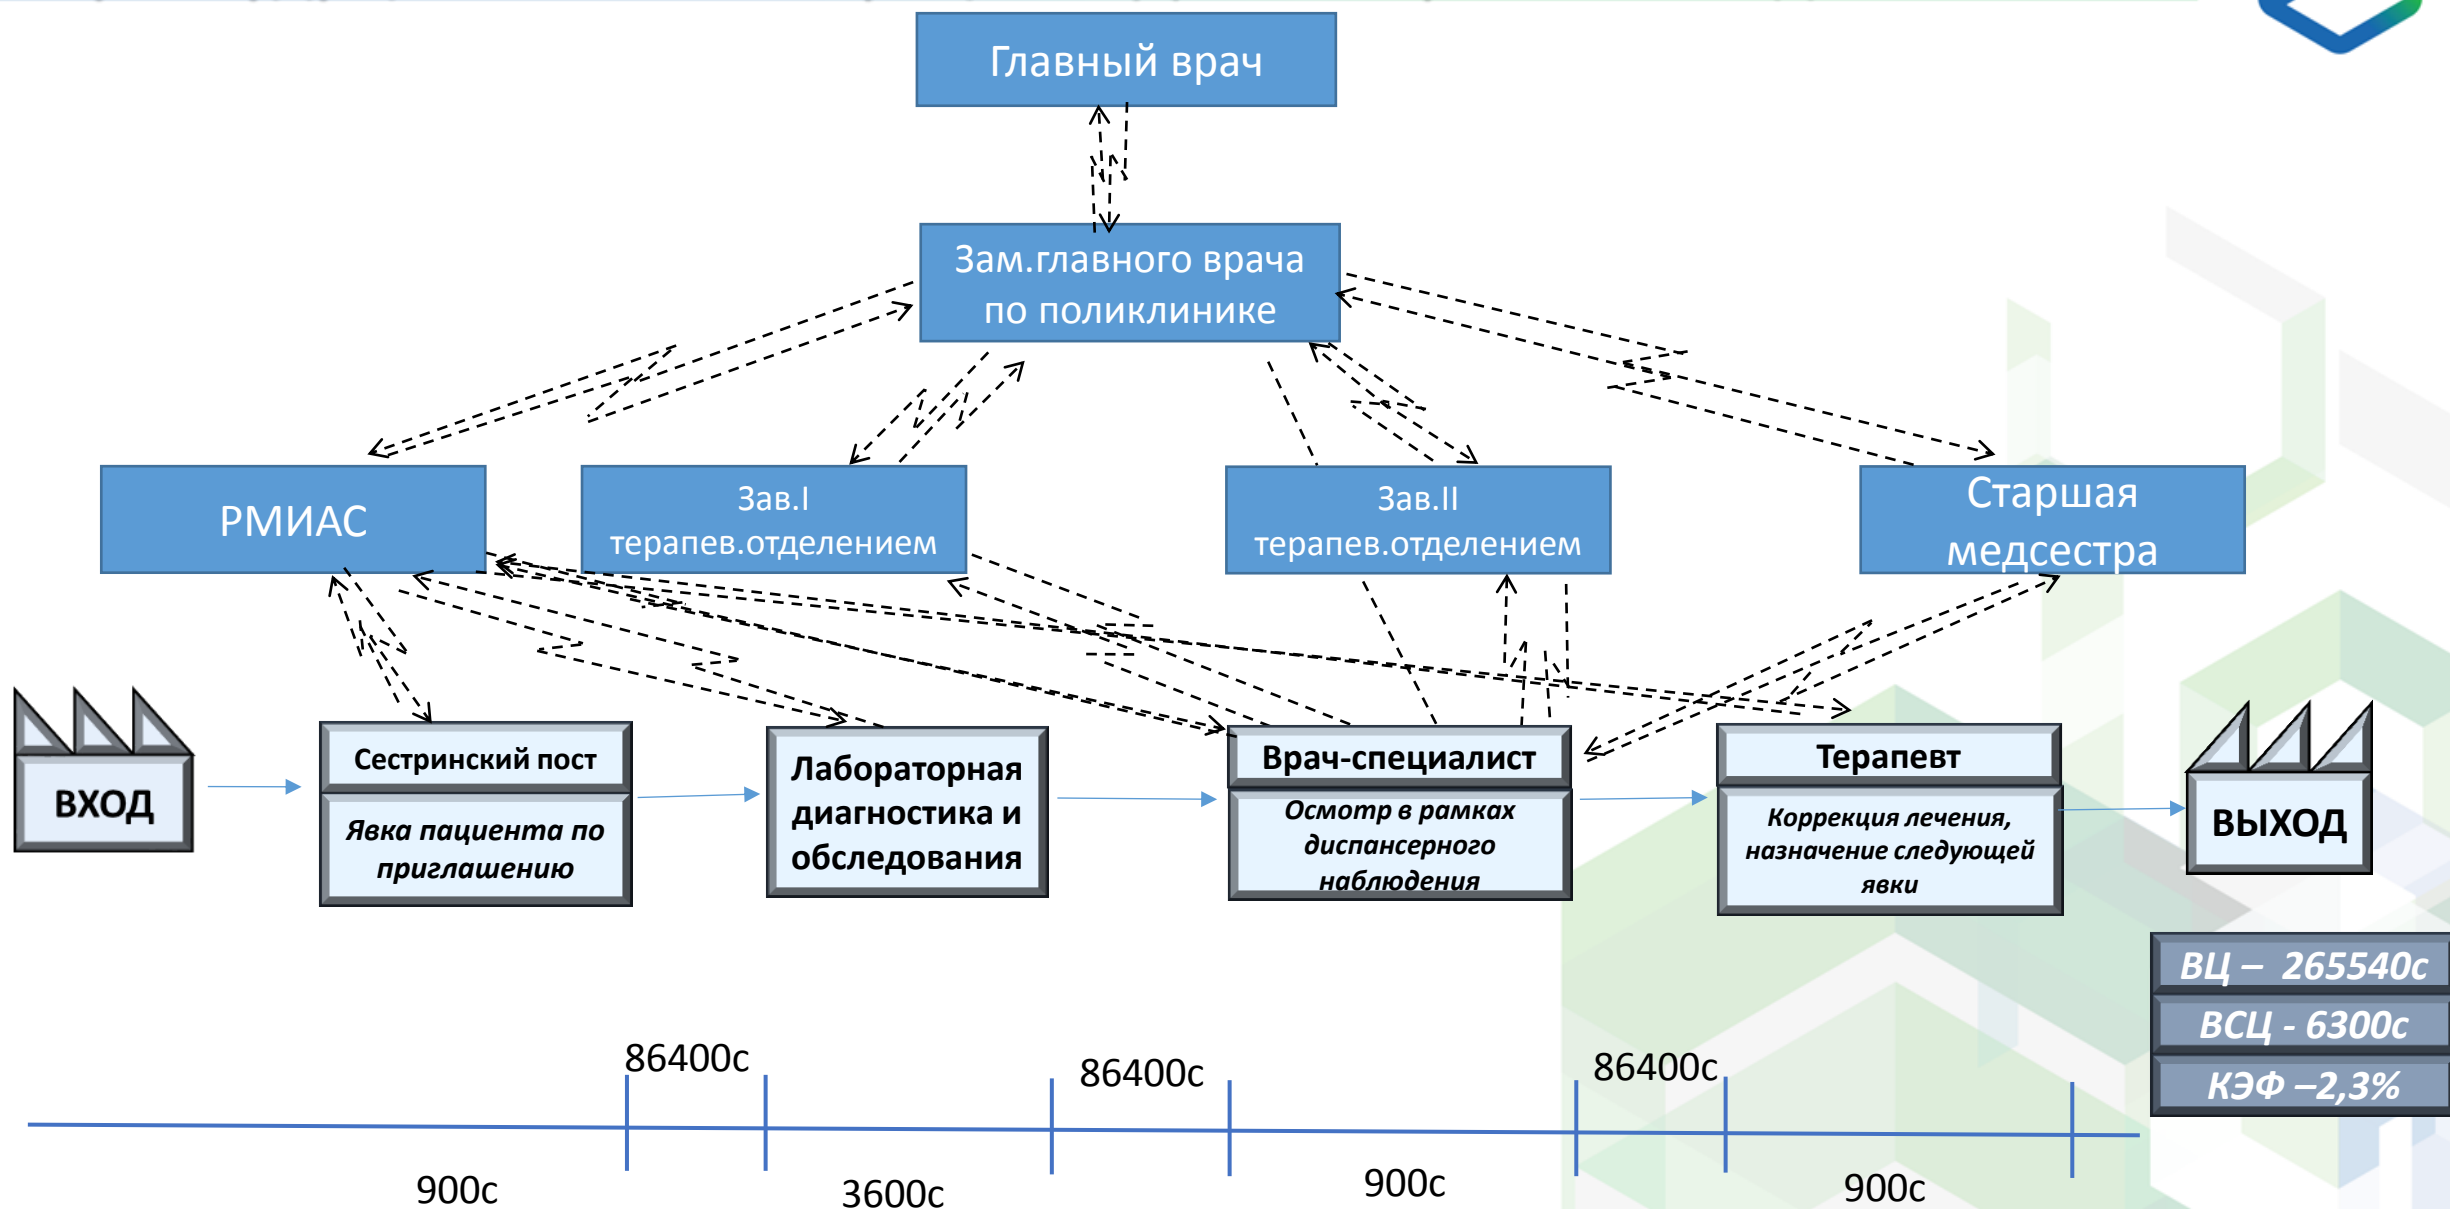 Главный врач
Зам.главного врача
по поликлинике
РМИАС
Зав.I
терапев.отделением
Зав.II
терапев.отделением
Старшая
медсестра
ВХОД
Сестринский пост
Явка пациента по
приглашению
Лабораторная
диагностика и
обследования
Врач-специалист
Осмотр в рамках
диспансерного
наблюдения
Терапевт
Коррекция лечения,
назначение следующей
явки
ВЫХОД
ВЦ – 265540с
ВСЦ - 6300с
КЭФ –2,3%
86400с
86400с
86400с
900с
3600с
900с
900с